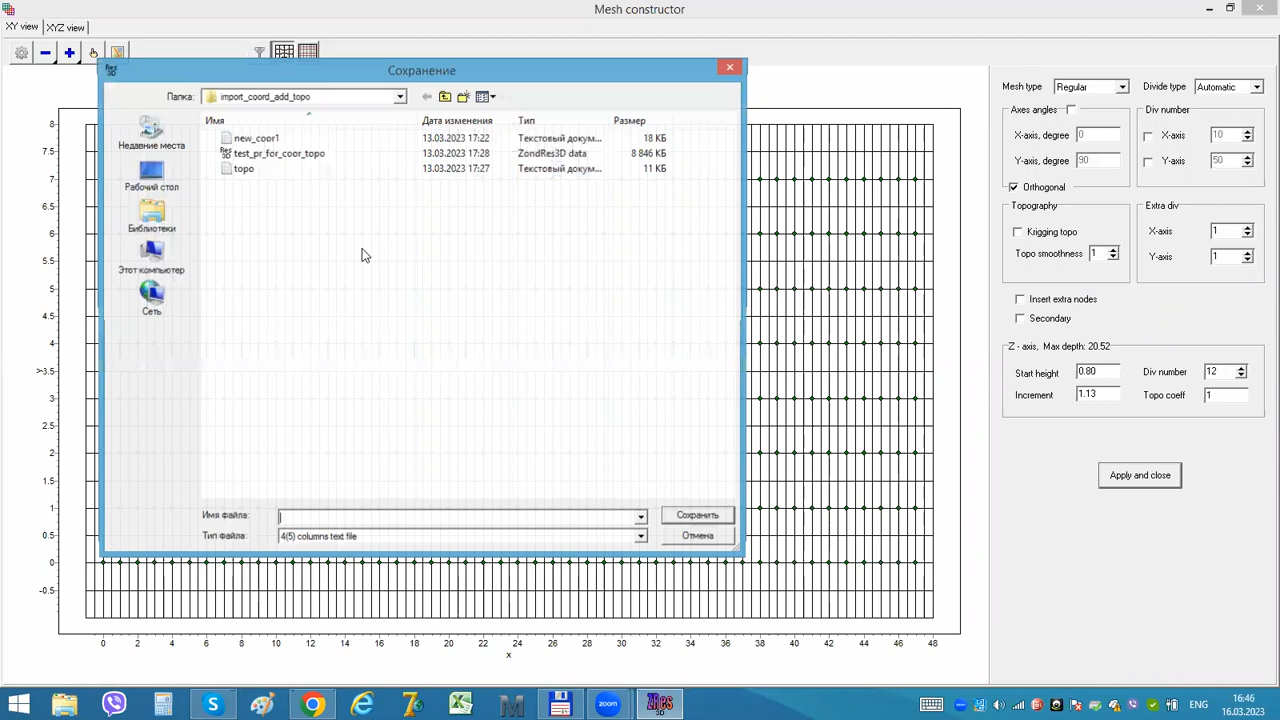 Mesh constructor
XY view XYZ view
Сохранение
Папка: import_coord_add_topo
Имя Дата изменения Тип Размер
new_coor1 13.03.2023 17:22 Текстовый докум... 18 КБ
test_pr_for_coor_topo 13.03.2023 17:28 ZondRes3D data 8 846 КБ
topo 13.03.2023 17:27 Текстовый докум... 11 КБ
Недавние места
Рабочий стол
Библиотеки
Этот компьютер
Сеть
Имя файла: Сохранить
Тип файла: 4(5) columns text file Отмена
Mesh type Regular Divide type Automatic
Axes angles Div number
X-axis, degree 0 X-axis 10
Y-axis, degree 90 Y-axis 50
Orthogonal
Topography Extra div
Krigging topo X-axis 1
Topo smoothness 1 Y-axis 1
Insert extra nodes
Secondary
Z - axis, Max depth: 20.52
Start height 0.80 Div number 12
Increment 1.13 Topo coeff 1
Apply and close
8
7.5
7
6.5
6
5.5
5
4.5
4
3.5
3
2.5
2
1.5
1
0.5
0
-0.5
Y
0 2 4 6 8 10 12 14 16 18 20 22 24 26 28 30 32 34 36 38 40 42 44 46 48
x
zoom
ZRes
3D
ENG
16:46
16.03.2023